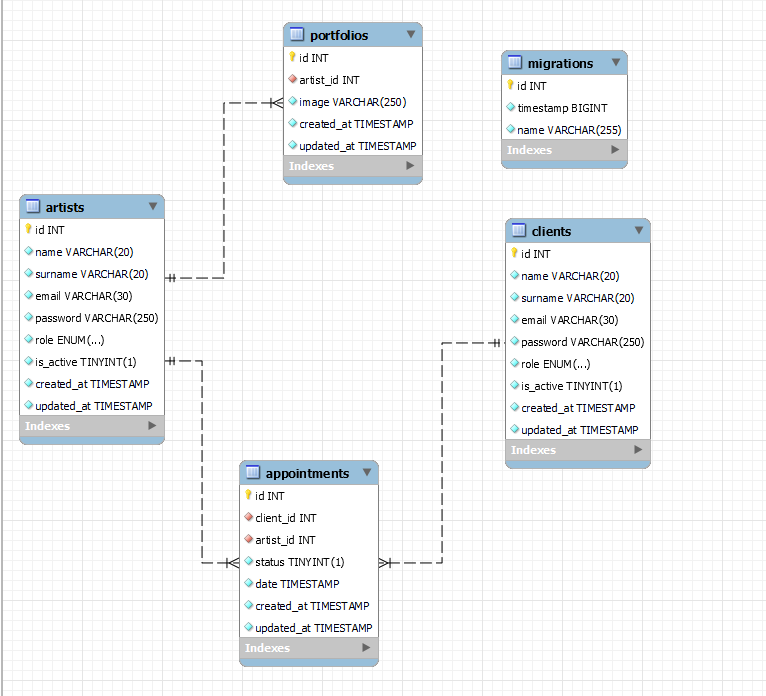 portfolios
id INT
artist_id INT
image VARCHAR(250)
created_at TIMESTAMP
updated_at TIMESTAMP
Indexes
migrations
id INT
timestamp BIGINT
name VARCHAR(255)
Indexes
artists
id INT
name VARCHAR(20)
surname VARCHAR(20)
email VARCHAR(30)
password VARCHAR(250)
role ENUM(...)
is_active TINYINT(1)
created_at TIMESTAMP
updated_at TIMESTAMP
Indexes
clients
id INT
name VARCHAR(20)
surname VARCHAR(20)
email VARCHAR(30)
password VARCHAR(250)
role ENUM(...)
is_active TINYINT(1)
created_at TIMESTAMP
updated_at TIMESTAMP
Indexes
appointments
id INT
client_id INT
artist_id INT
status TINYINT(1)
date TIMESTAMP
created_at TIMESTAMP
updated_at TIMESTAMP
Indexes